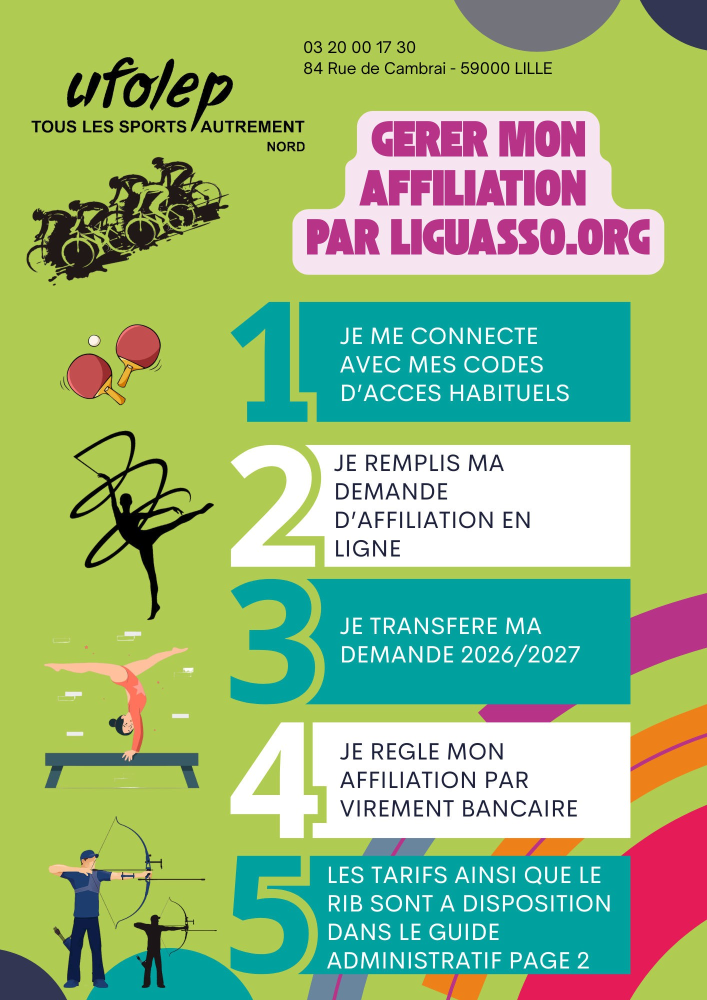 03 20 00 17 30
84 Rue de Cambrai - 59000 LILLE
ufolep
TOUS LES SPORTS AUTREMENT
NORD
GERER MON
AFFILIATION
PAR LIGUASSO.ORG
1
JE ME CONNECTE
AVEC MES CODES
D'ACCES HABITUELS
2
JE REMPLIS MA
DEMANDE
D'AFFILIATION EN
LIGNE
3
JE TRANSFERE MA
DEMANDE 2026/2027
4
JE REGLE MON
AFFILIATION PAR
VIREMENT BANCAIRE
5
LES TARIFS AINSI QUE LE
RIB SONT A DISPOSITION
DANS LE GUIDE
ADMINISTRATIF PAGE 2